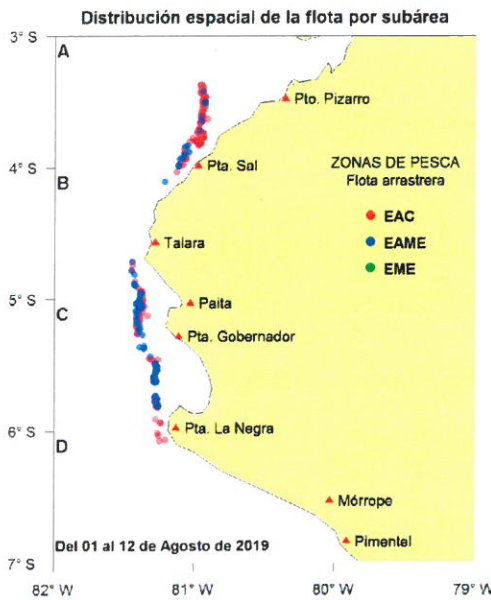 Distribución espacial de la flota por subárea
3° S
A
Pto. Pizarro
4° S
Pta. Sal
B
ZONAS DE PESCA
Flota arrastrera
EAC
EAME
EME
Talara
5° S
C
Paita
Pta. Gobernador
6° S
D
Pta. La Negra
Mórrope
Pimentel
Del 01 al 12 de Agosto de 2019
7° S
82° W
81° W
80° W
79° W